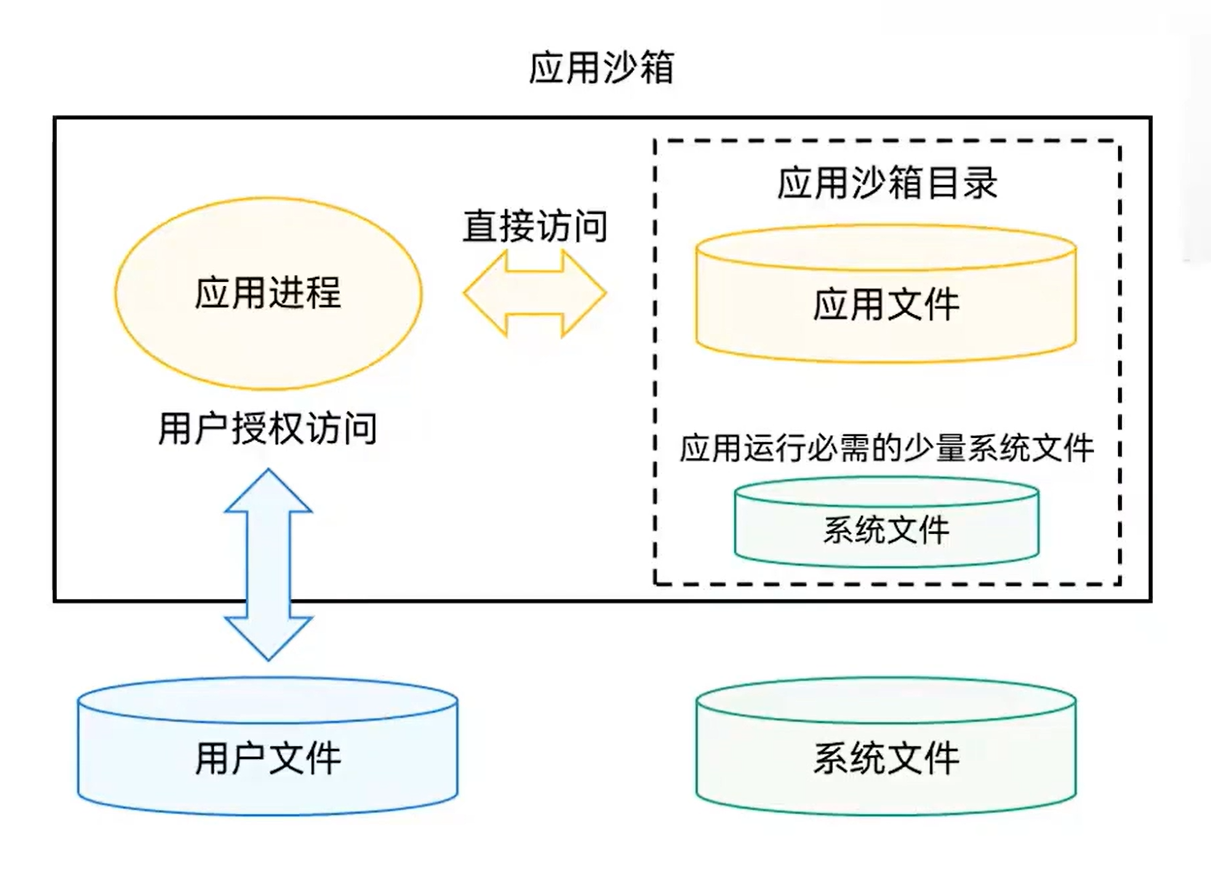 应用沙箱
应用沙箱目录
直接访问
应用进程
应用文件
用户授权访问
应用运行必需的少量系统文件
系统文件
用户文件
系统文件